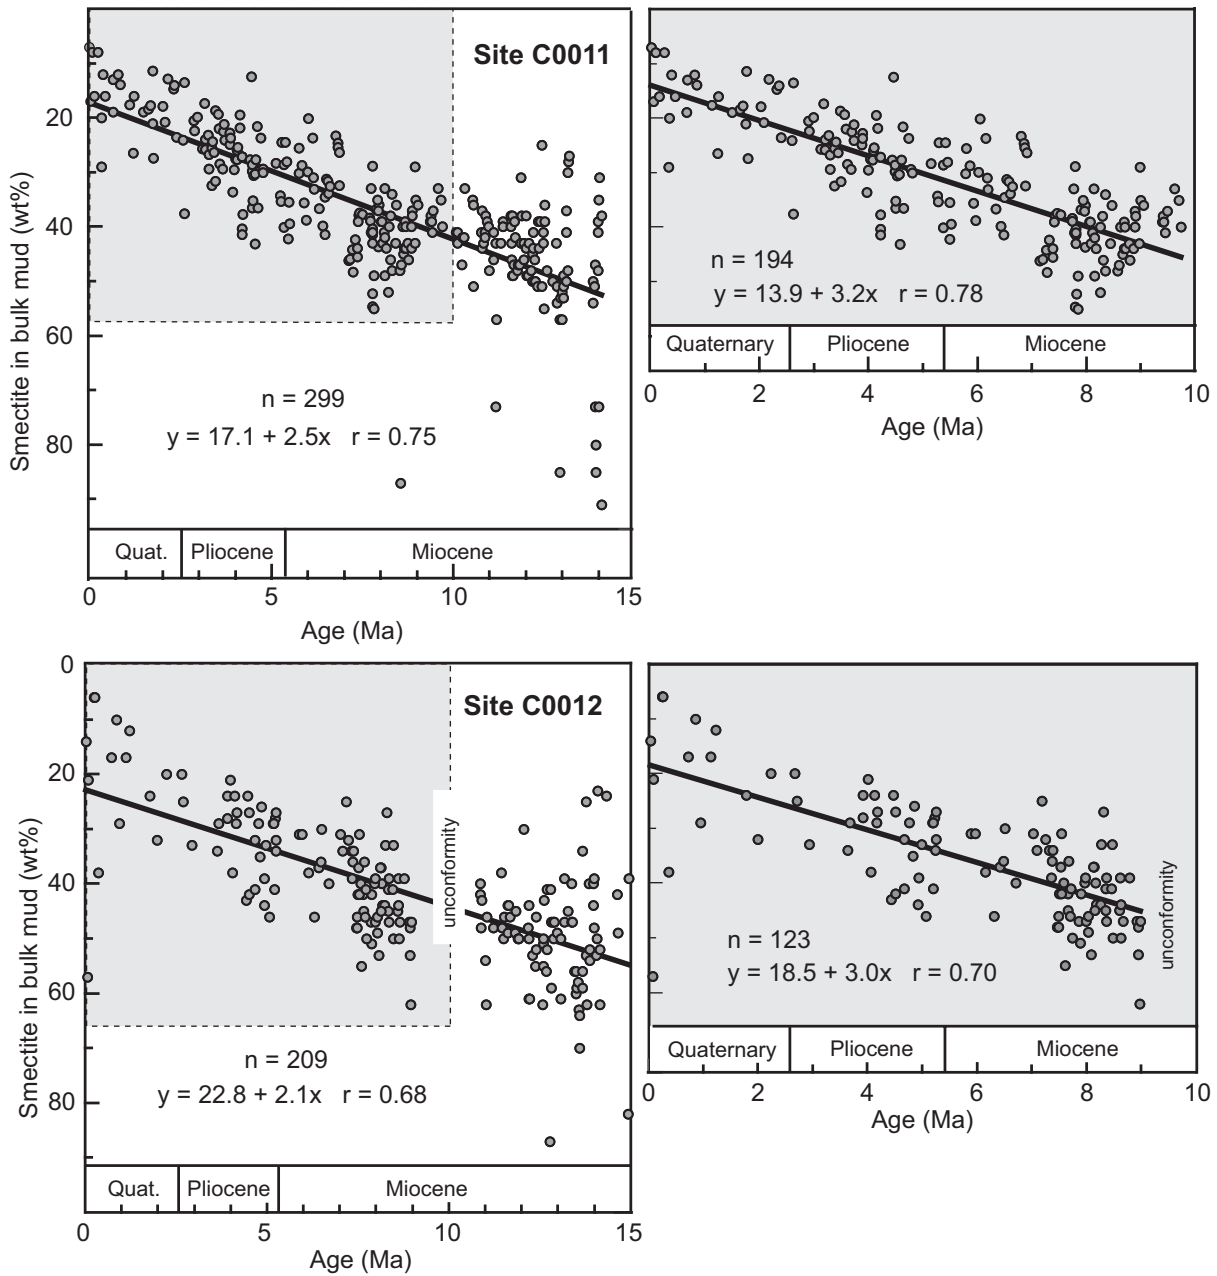 Site C0011
Smectite in bulk mud (wt%)
20
40
60
80
n = 299
y = 17.1 + 2.5x r = 0.75
Quat. Pliocene Miocene
0 5 10 15
Age (Ma)
n = 194
y = 13.9 + 3.2x r = 0.78
Quaternary Pliocene Miocene
0 2 4 6 8 10
Age (Ma)
Site C0012
Smectite in bulk mud (wt%)
0
20
40
60
80
unconformity
n = 209
y = 22.8 + 2.1x r = 0.68
Quat. Pliocene Miocene
0 5 10 15
Age (Ma)
unconformity
n = 123
y = 18.5 + 3.0x r = 0.70
Quaternary Pliocene Miocene
0 2 4 6 8 10
Age (Ma)